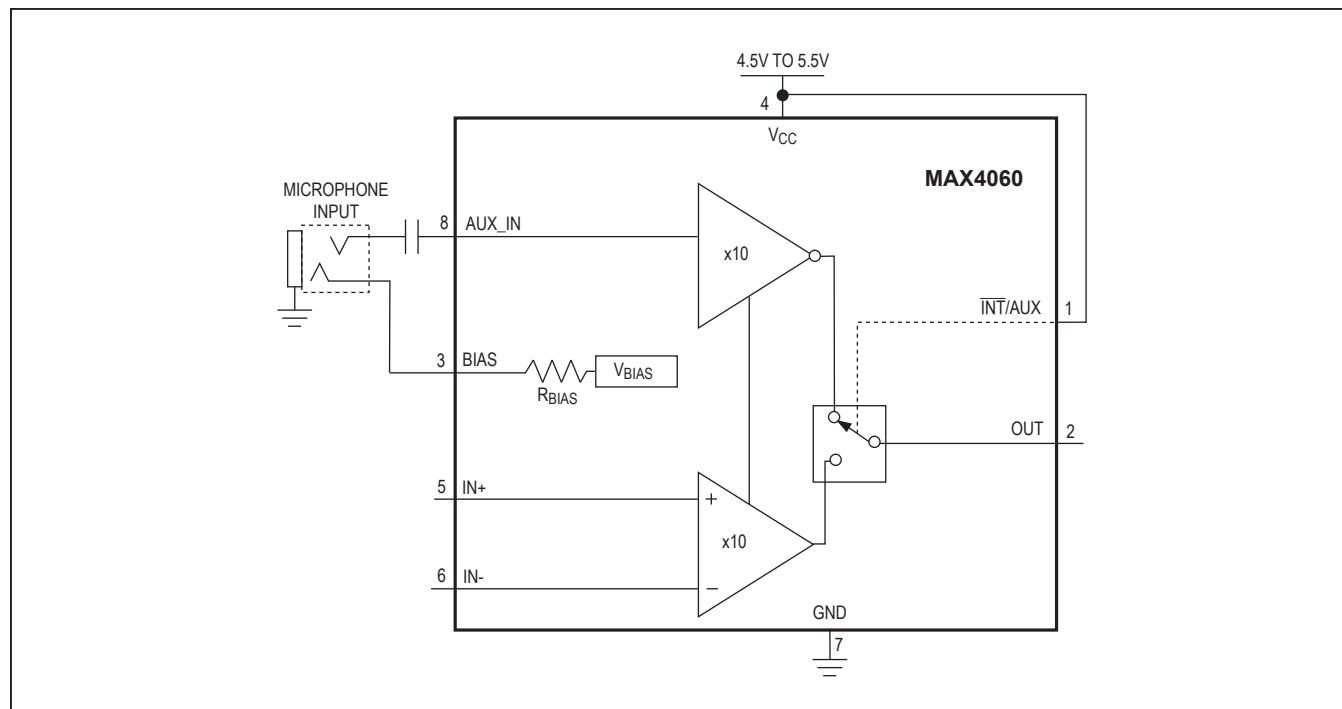 4.5V TO 5.5V
4
VCC
MAX4060
MICROPHONE
INPUT
8
AUX_IN
x10
INT/AUX
1
3
BIAS
VBIAS
RBIAS
OUT
2
5
IN+
+
x10
6
IN-
−
GND
7